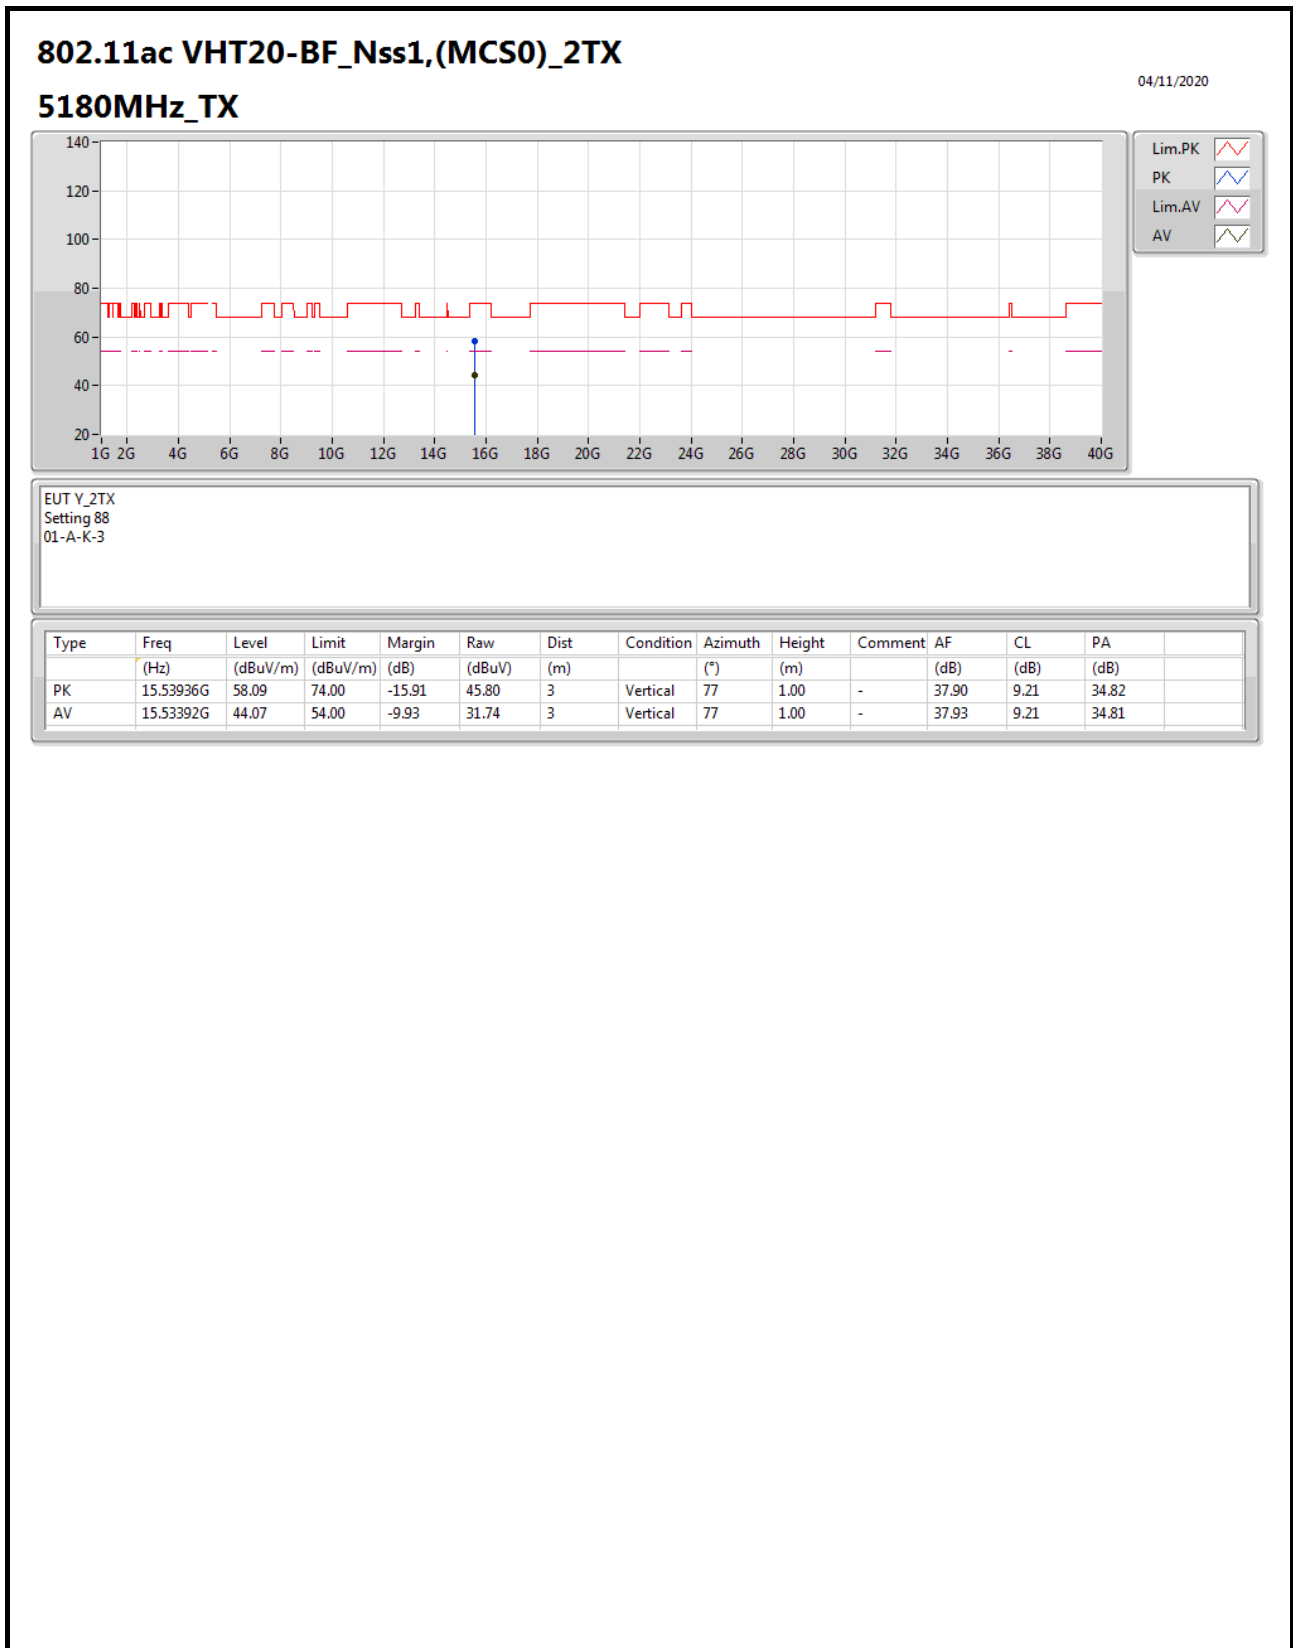 802.11ac VHT20-BF_Nss1,(MCS0)_2TX
04/11/2020
5180MHz_TX
140
120
100
80
60
40
20
1G 2G 4G 6G 8G 10G 12G 14G 16G 18G 20G 22G 24G 26G 28G 30G 32G 34G 36G 38G 40G
Lim.PK
PK
Lim.AV
AV
EUT Y_2TX
Setting 88
01-A-K-3
Type Freq Level Limit Margin Raw Dist Condition Azimuth Height Comment AF CL PA
(Hz) (dBuV/m) (dBuV/m) (dB) (dBuV) (m) (°) (m) (dB) (dB) (dB)
PK 15.53936G 58.09 74.00 -15.91 45.80 3 Vertical 77 1.00 - 37.90 9.21 34.82
AV 15.53392G 44.07 54.00 -9.93 31.74 3 Vertical 77 1.00 - 37.93 9.21 34.81